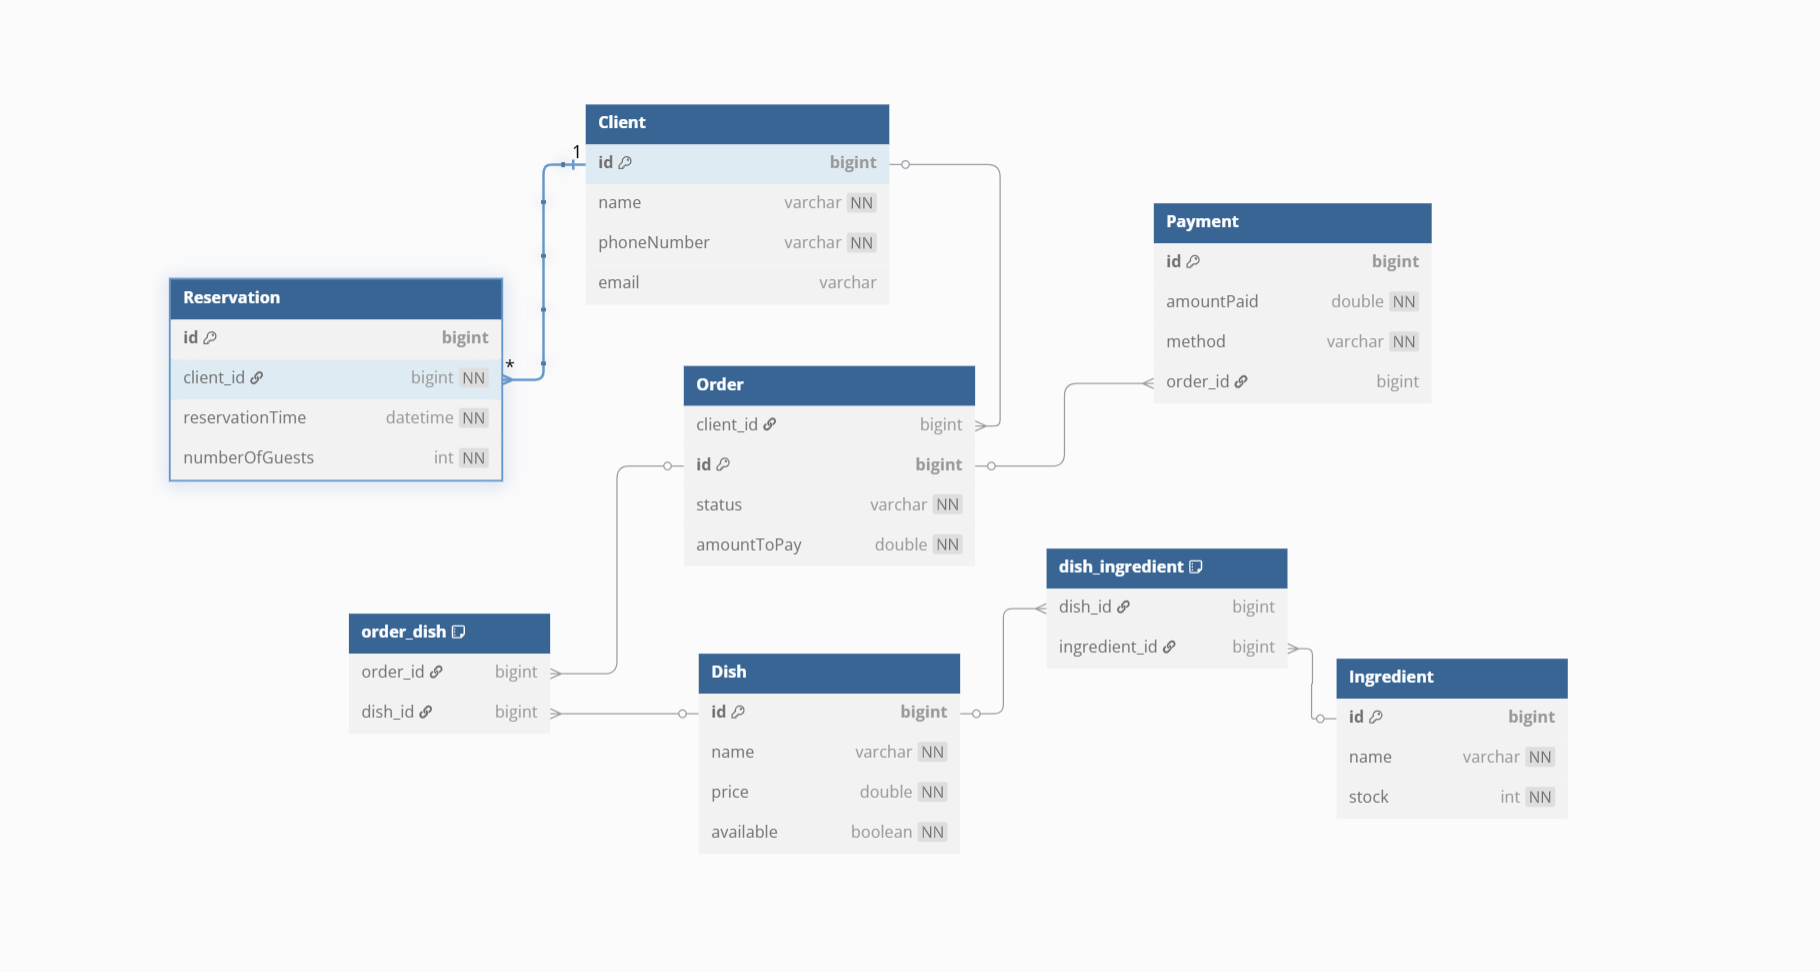 Client
id bigint
name varchar NN
phoneNumber varchar NN
email varchar
1
*
Reservation
id bigint
client_id bigint NN
reservationTime datetime NN
numberOfGuests int NN
Payment
id bigint
amountPaid double NN
method varchar NN
order_id bigint
Order
client_id bigint
id bigint
status varchar NN
amountToPay double NN
order_dish
order_id bigint
dish_id bigint
Dish
id bigint
name varchar NN
price double NN
available boolean NN
dish_ingredient
dish_id bigint
ingredient_id bigint
Ingredient
id bigint
name varchar NN
stock int NN